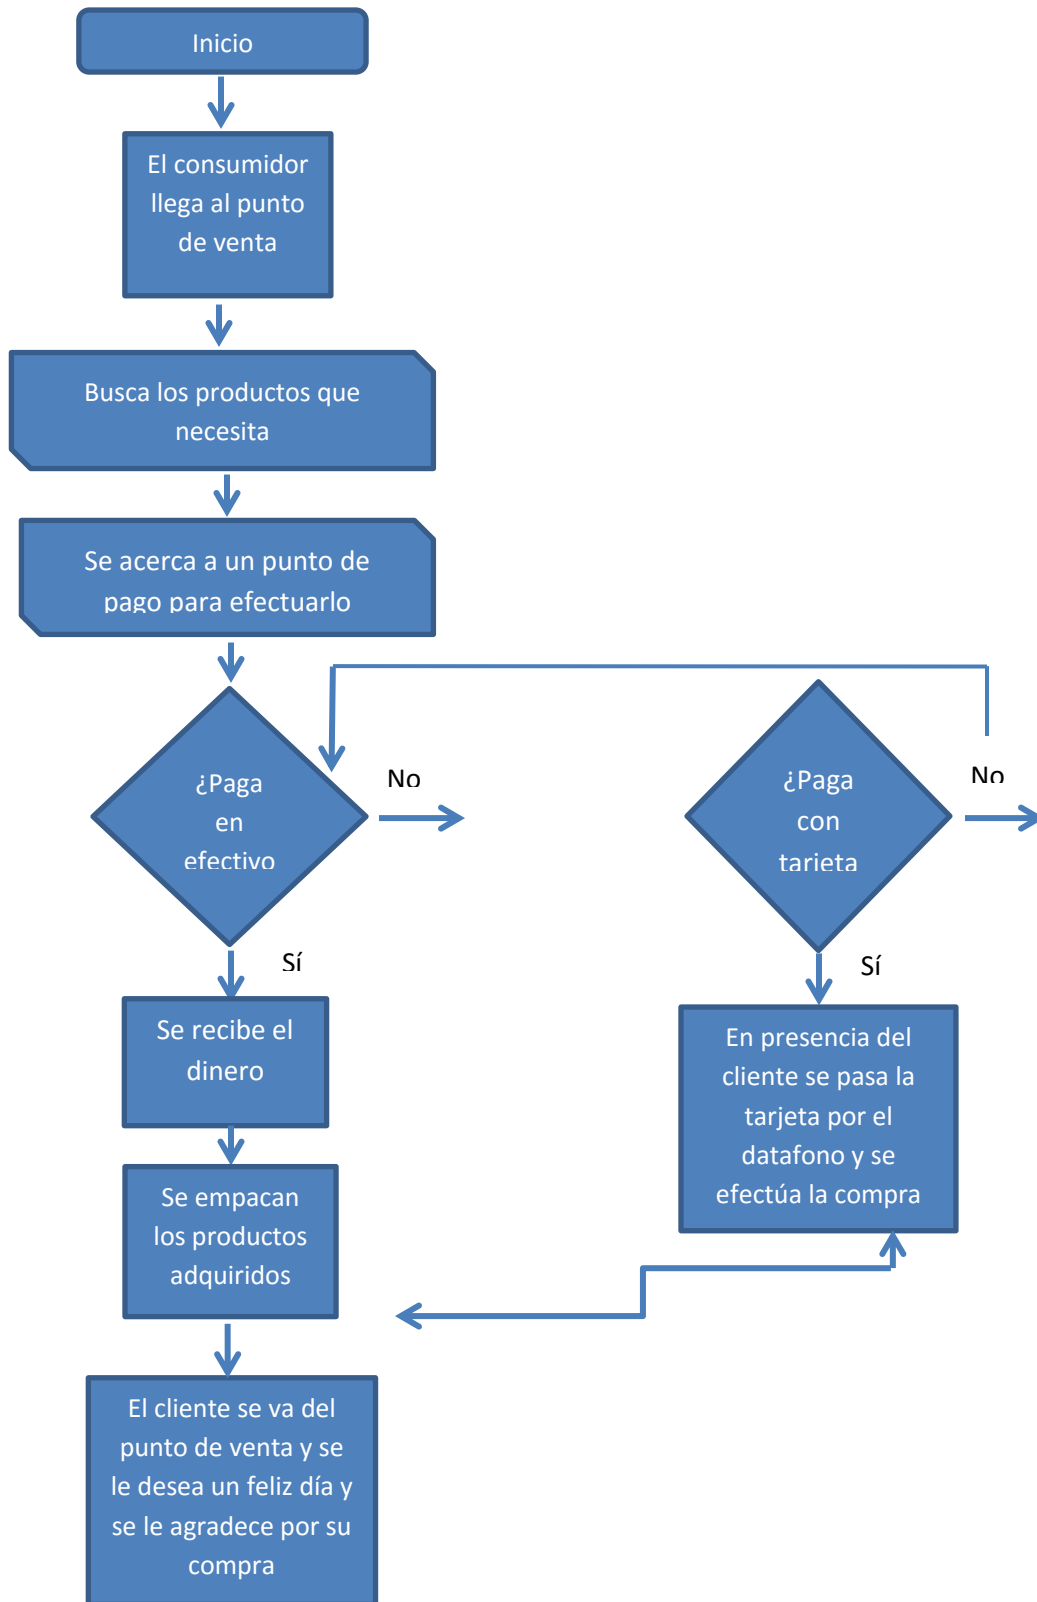 Inicio
El consumidor
llega al punto
de venta
Busca los productos que
necesita
Se acerca a un punto de
pago para efectuarlo
¿Paga
en
efectivo
No
¿Paga
con
tarjeta
No
Sí
Sí
Se recibe el
dinero
En presencia del
cliente se pasa la
tarjeta por el
datafono y se
efectúa la compra
Se empacan
los productos
adquiridos
El cliente se va del
punto de venta y se
le desea un feliz día y
se le agradece por su
compra